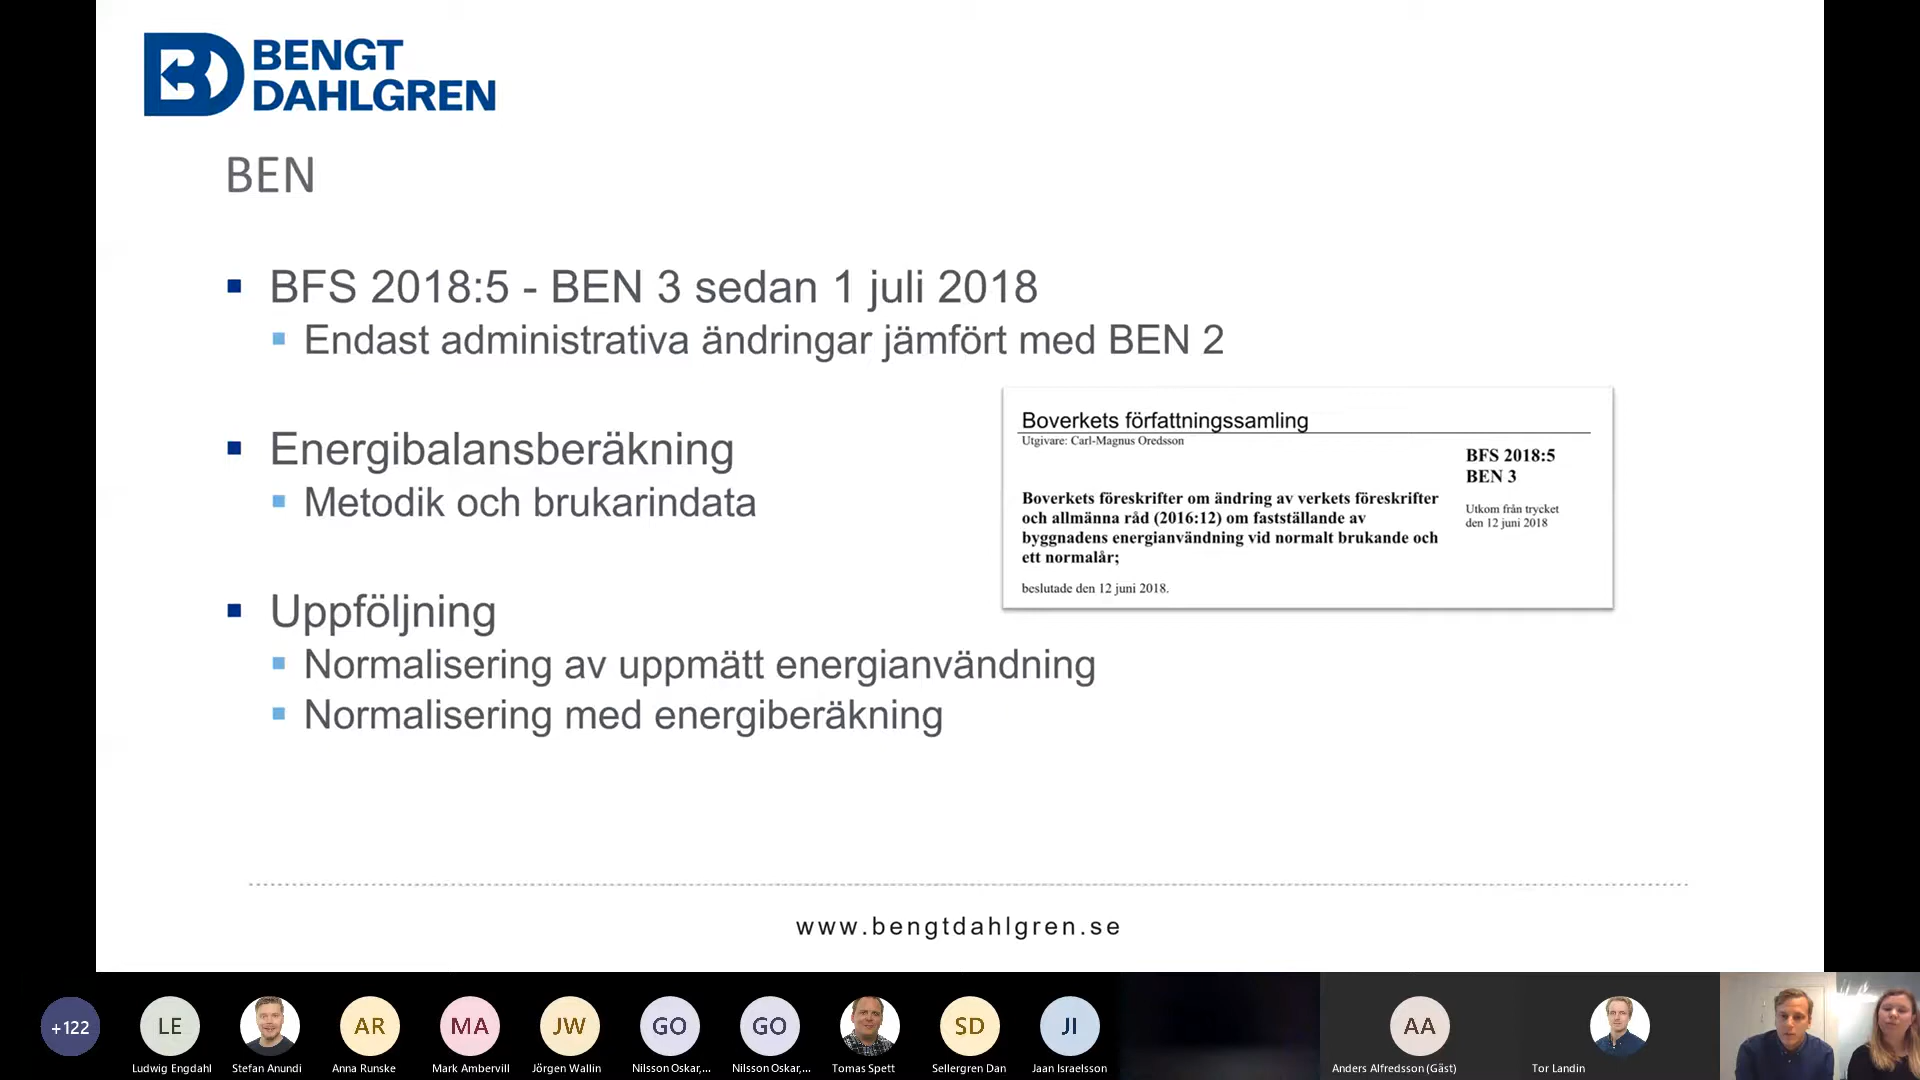 BENGT
DAHLGREN
BEN
BFS 2018:5 - BEN 3 sedan 1 juli 2018
Endast administrativa ändringar jämfört med BEN 2
Energibalansberäkning
Metodik och brukarindata
Uppföljning
Normalisering av uppmätt energianvändning
Normalisering med energiberäkning
Boverkets författningssamling
Utgivare: Carl-Magnus Oredsson
BFS 2018:5
BEN 3
Utkom från trycket
den 12 juni 2018
Boverkets föreskrifter om ändring av verkets föreskrifter
och allmänna råd (2016:12) om fastställande av
byggnadens energianvändning vid normalt brukande och
ett normalår;
beslutade den 12 juni 2018.
www.bengtdahlgren.se
+122
LE
AR
MA
JW
GO
GO
SD
JI
AA
Ludwig Engdahl
Stefan Anundi
Anna Runske
Mark Ambervill
Jörgen Wallin
Nilsson Oskar,...
Nilsson Oskar,...
Tomas Spett
Sellergren Dan
Jaan Israelsson
Anders Alfredsson (Gäst)
Tor Landin